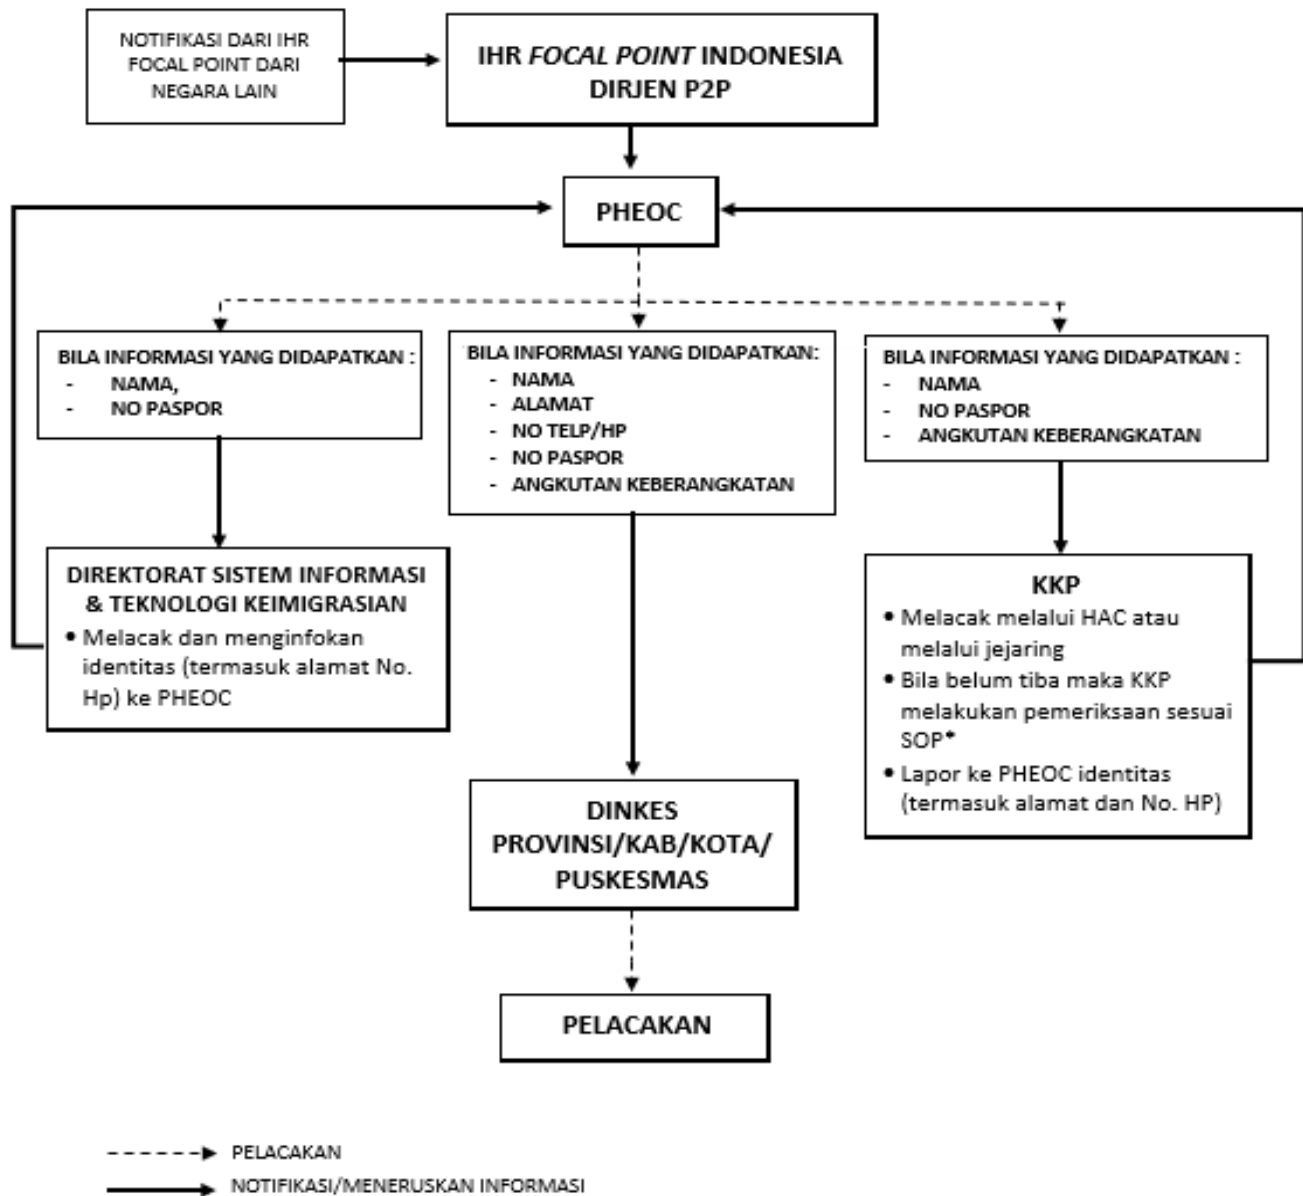 NOTIFIKASI DARI IHR
FOCAL POINT DARI
NEGARA LAIN
IHR FOCAL POINT INDONESIA
DIRJEN P2P
PHEOC
BILA INFORMASI YANG DIDAPATKAN :
- NAMA,
- NO PASPOR
BILA INFORMASI YANG DIDAPATKAN:
- NAMA
- ALAMAT
- NO TELP/HP
- NO PASPOR
- ANGKUTAN KEBERANGKATAN
BILA INFORMASI YANG DIDAPATKAN :
- NAMA
- NO PASPOR
- ANGKUTAN KEBERANGKATAN
DIREKTORAT SISTEM INFORMASI
& TEKNOLOGI KEIMIGRASIAN
• Melacak dan menginfokan
identitas (termasuk alamat No.
Hp) ke PHEOC
KKP
• Melacak melalui HAC atau
melalui jejaring
• Bila belum tiba maka KKP
melakukan pemeriksaan sesuai
SOP*
• Lapor ke PHEOC identitas
(termasuk alamat dan No. HP)
DINKES
PROVINSI/KAB/KOTA/
PUSKESMAS
PELACAKAN
PELACAKAN
NOTIFIKASI/MENERUSKAN INFORMASI